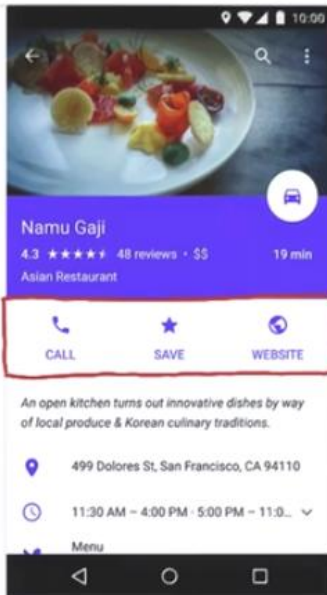 10:00
Namu Gaji
4.3 ★★★★★ 48 reviews • $$ 19 min
Asian Restaurant
CALL SAVE WEBSITE
An open kitchen turns out innovative dishes by way
of local produce & Korean culinary traditions.
499 Dolores St, San Francisco, CA 94110
11:30 AM – 4:00 PM · 5:00 PM – 11:0...
Menu